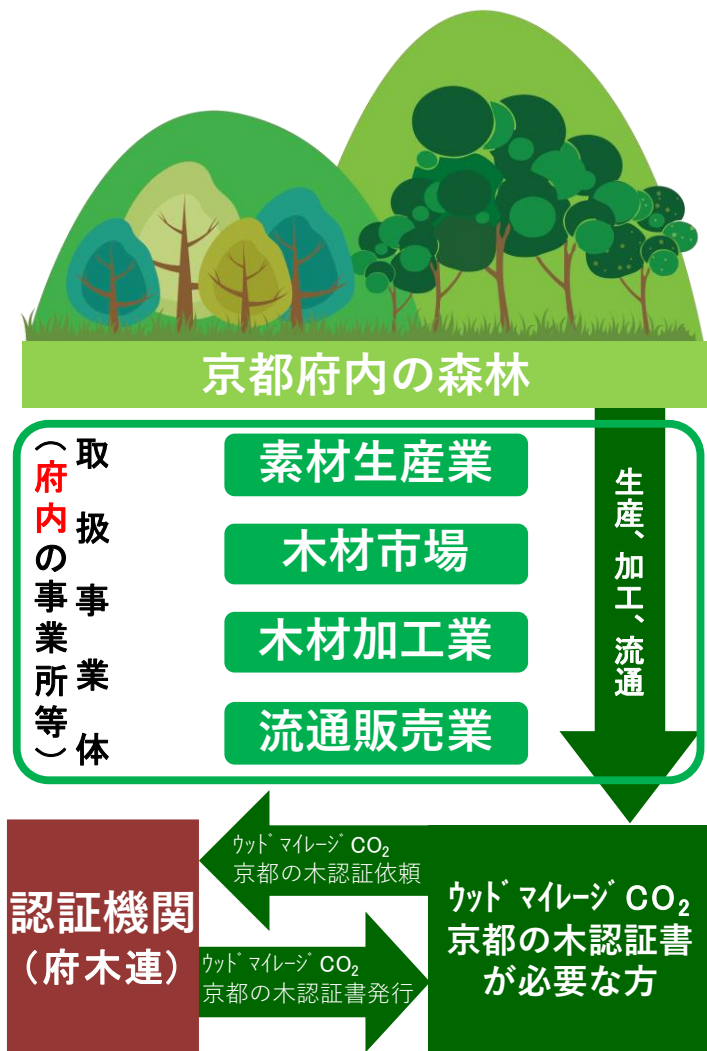 京都府内の森林
取扱事業体
（府内の事業所等）
素材生産業
木材市場
木材加工業
流通販売業
生産、加工、流通
ｳｯﾄﾞﾏｲﾚｰｼﾞCO₂
京都の木認証依頼
認証機関
（府木連）
ｳｯﾄﾞﾏｲﾚｰｼﾞCO₂
京都の木認証書発行
ｳｯﾄﾞﾏｲﾚｰｼﾞCO₂
京都の木認証書
が必要な方